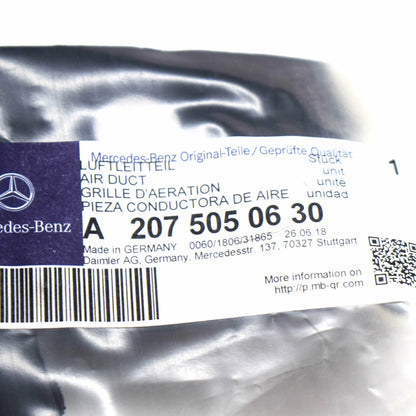 Mercedes-Benz Original-Teile/Geprüfte Qualität
LUFTLEITTEIL Stück 1
AIR DUCT unit
GRILLE D'AERATION unite
PIEZA CONDUCTORA DE AIRE unidad
A 207 505 06 30
cedes-Benz
Made in GERMANY 0060/1806/31865 26.06.18
Daimler AG, Germany. Mercedesstr. 137, 70327 Stuttgart
More information on
http://p.mb-qr.com